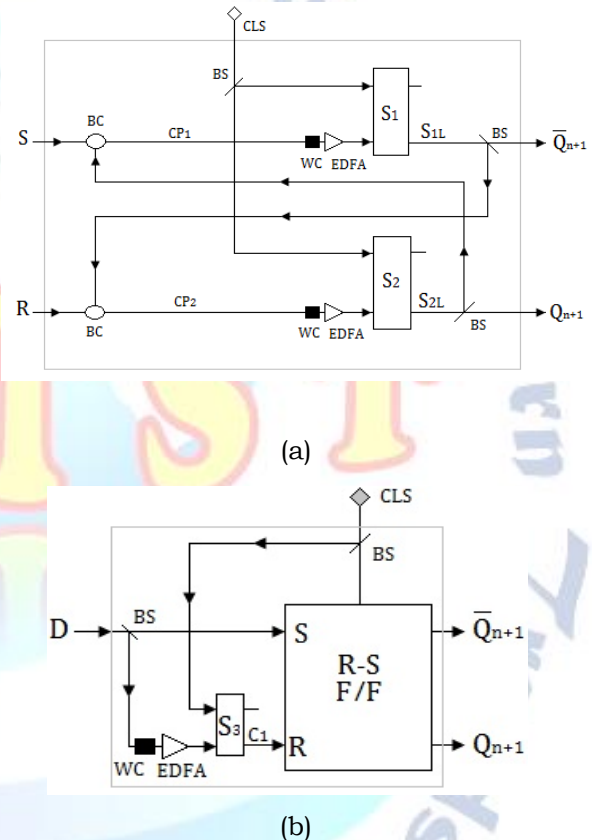 CLS
BS
BC
S
CP1
WC EDFA
S1
S1L
BS
Q̅n+1
R
BC
CP2
WC EDFA
S2
S2L
BS
Qn+1
(a)
CLS
BS
D
BS
S
R-S
F/F
Q̅n+1
S3
C1
R
Qn+1
WC EDFA
(b)